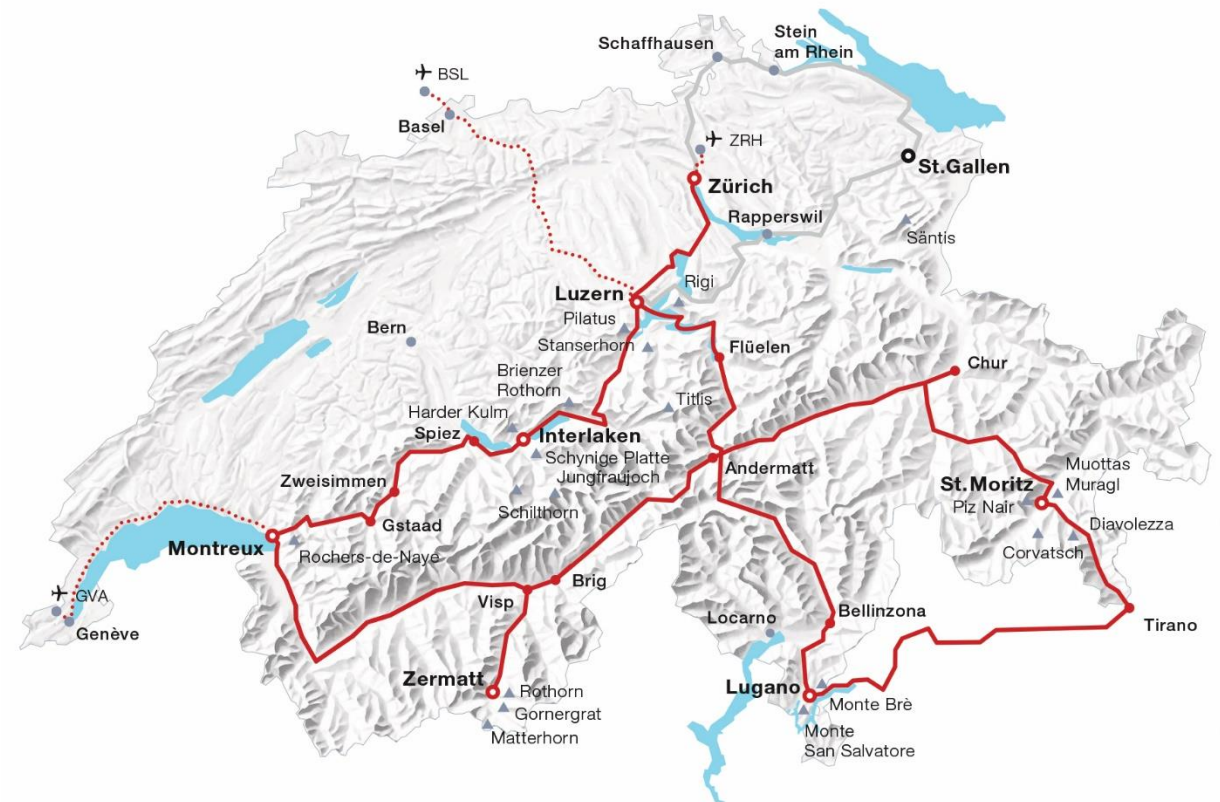 Schaffhausen
Stein
am Rhein
BSL
Basel
ZRH
St.Gallen
Zürich
Rapperswil
Säntis
Rigi
Luzern
Pilatus
Bern
Stanserhorn
Flüelen
Chur
Brienzer
Rothorn
Titlis
Harder Kulm
Spiez
Interlaken
Schynige Platte
Jungfraujoch
Andermatt
Muottas
Muragl
Zweisimmen
St.Moritz
Piz Nair
Schilthorn
Gstaad
Diavolezza
Montreux
Rochers-de-Naye
Corvatsch
Brig
Visp
GVA
Genève
Bellinzona
Locarno
Tirano
Zermatt
Rothorn
Lugano
Gornergrat
Monte Brè
Matterhorn
Monte
San Salvatore